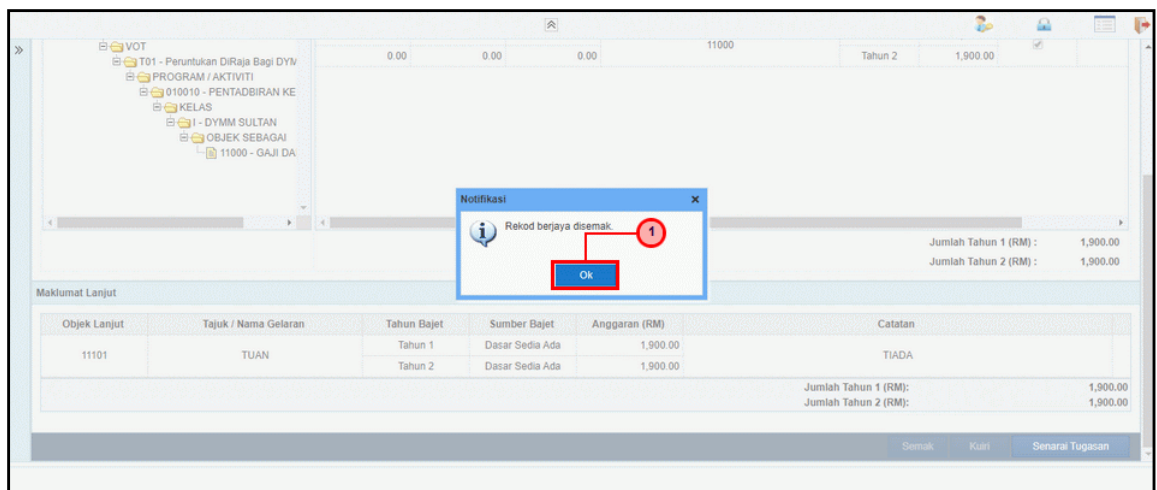 VOT
T01 - Peruntukan DiRaja Bagi DYM
PROGRAM / AKTIVITI
010010 - PENTADBIRAN KE
KELAS
I - DYMM SULTAN
OBJEK SEBAGAI
11000 - GAJI DA
0.00 0.00 0.00 11000 Tahun 2 1,900.00
Notifikasi
Rekod berjaya disemak.
1
Ok
Jumlah Tahun 1 (RM) : 1,900.00
Jumlah Tahun 2 (RM) : 1,900.00
Maklumat Lanjut
Objek Lanjut Tajuk / Nama Gelaran Tahun Bajet Sumber Bajet Anggaran (RM) Catatan
11101 TUAN Tahun 1 Dasar Sedia Ada 1,900.00 TIADA
Tahun 2 Dasar Sedia Ada 1,900.00
Jumlah Tahun 1 (RM): 1,900.00
Jumlah Tahun 2 (RM): 1,900.00
Semak Kuiri Senarai Tugasan